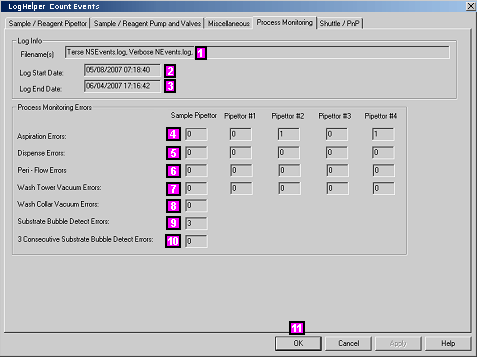 LogHelper Count Events
Sample / Reagent Pipettor Sample / Reagent Pump and Valves Miscellaneous Process Monitoring Shuttle / PnP
Log Info
Filename(s) Terse NSEvents.log, Verbose NEvents.log, 1
Log Start Date: 05/08/2007 07:18:40 2
Log End Date: 06/04/2007 17:16:42 3
Process Monitoring Errors
Sample Pipettor Pipettor #1 Pipettor #2 Pipettor #3 Pipettor #4
Aspiration Errors: 4 0 0 1 0 1
Dispense Errors: 5 0 0 0 0 0
Peri - Flow Errors 6 0 0 0 0 0
Wash Tower Vacuum Errors: 7 0 0 0 0 0
Wash Collar Vacuum Errors: 8 0
Substrate Bubble Detect Errors: 9 3
3 Consecutive Substrate Bubble Detect Errors: 10 0
11
OK Cancel Apply Help